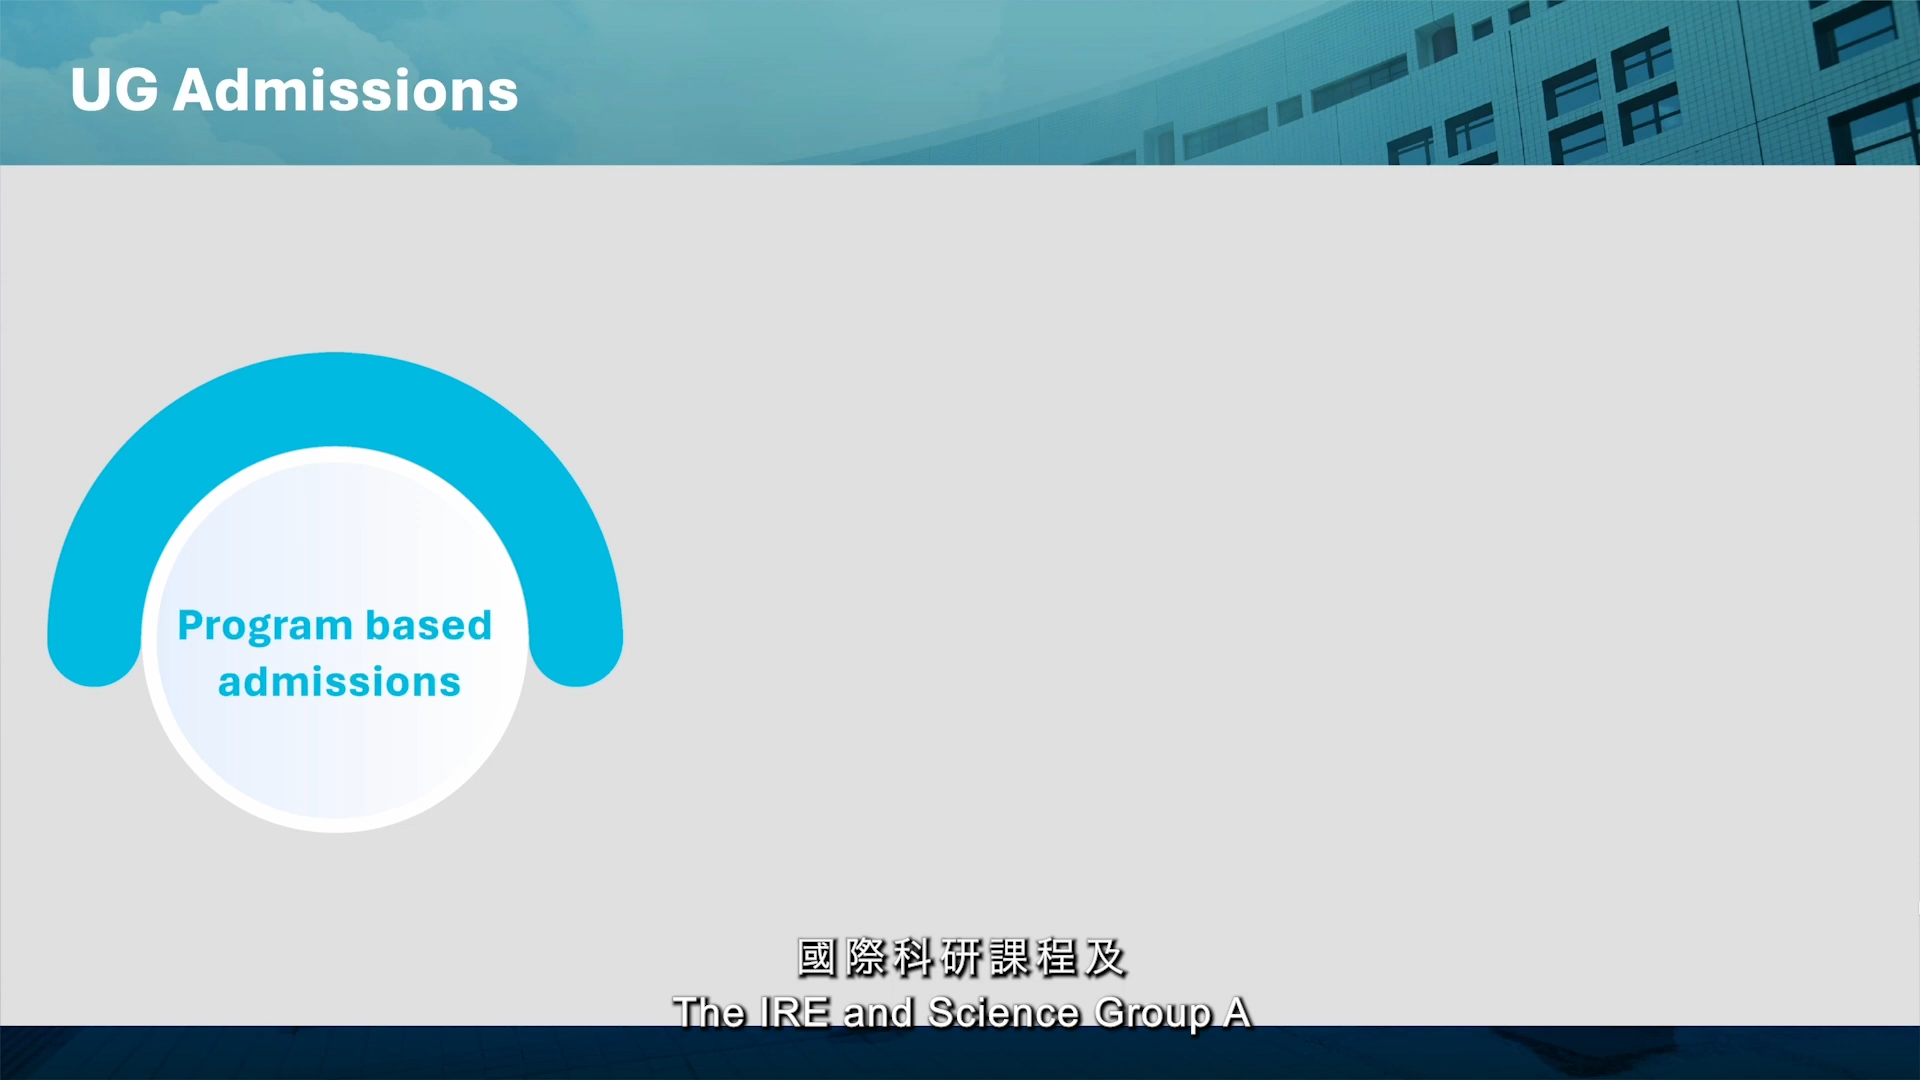 UG Admissions
Program based
admissions
國際科研課程及
The IRE and Science Group A